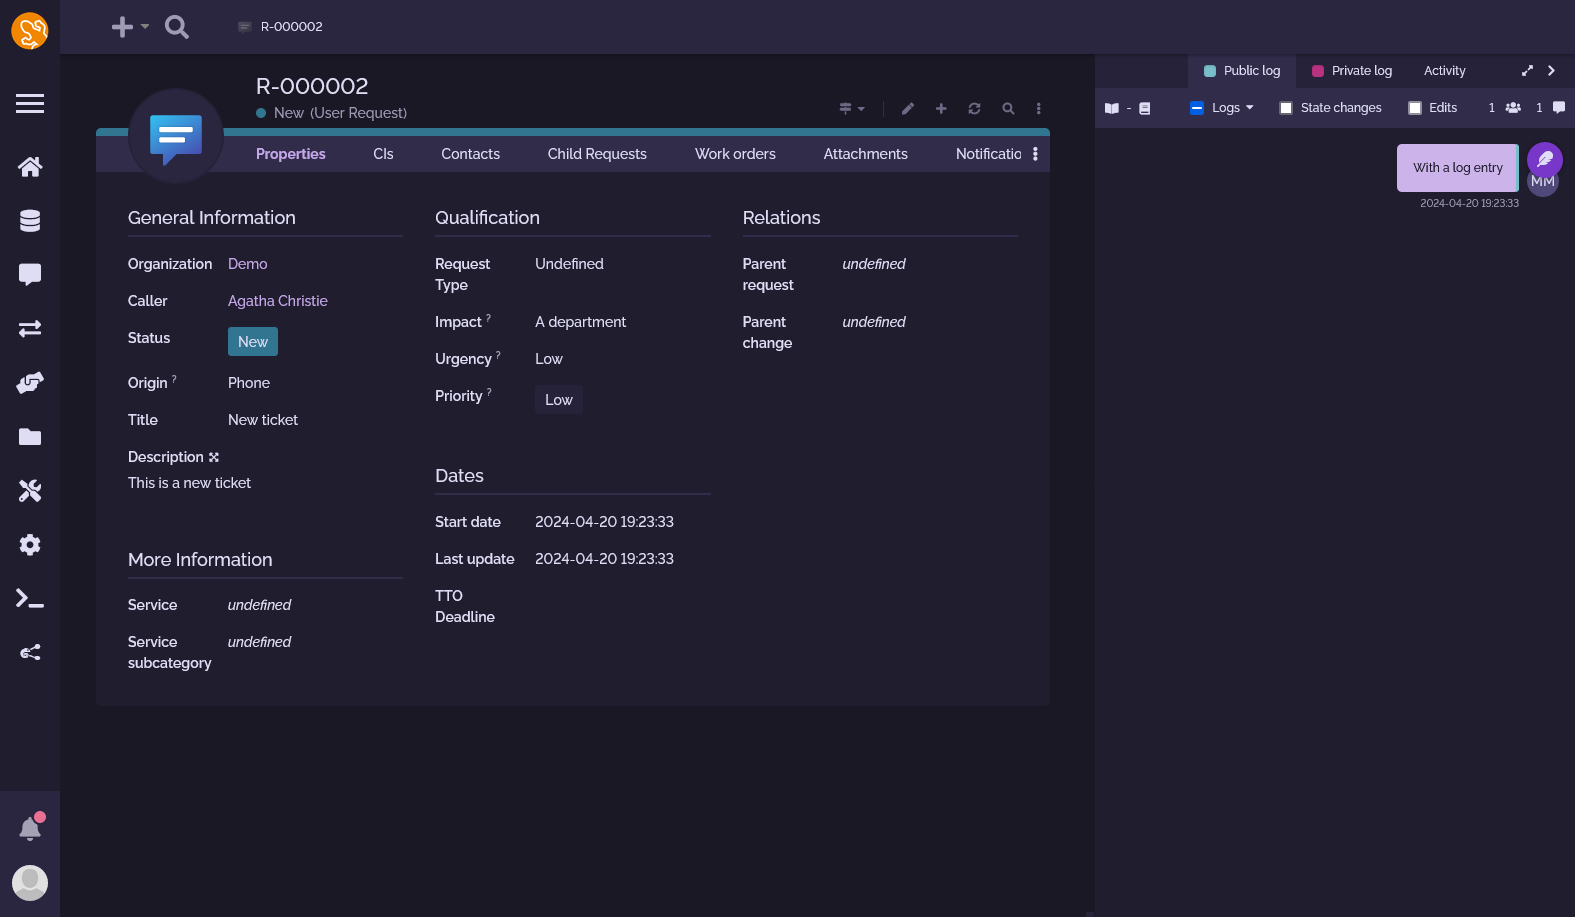 R-000002
R-000002
New (User Request)
Properties CIs Contacts Child Requests Work orders Attachments Notificatio
General Information
Organization Demo
Caller Agatha Christie
Status New
Origin ? Phone
Title New ticket
Description
This is a new ticket
More Information
Service undefined
Service
subcategory undefined
Qualification
Request
Type Undefined
Impact ? A department
Urgency ? Low
Priority ? Low
Dates
Start date 2024-04-20 19:23:33
Last update 2024-04-20 19:23:33
TTO
Deadline
Relations
Parent
request undefined
Parent
change undefined
Public log Private log Activity
- Logs State changes Edits 1 1
With a log entry
MM
2024-04-20 19:23:33